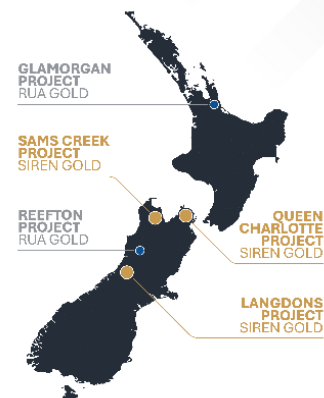 GLAMORGAN
PROJECT
RUA GOLD
SAMS CREEK
PROJECT
SIREN GOLD
REEFTON
PROJECT
RUA GOLD
QUEEN
CHARLOTTE
PROJECT
SIREN GOLD
LANGDONS
PROJECT
SIREN GOLD